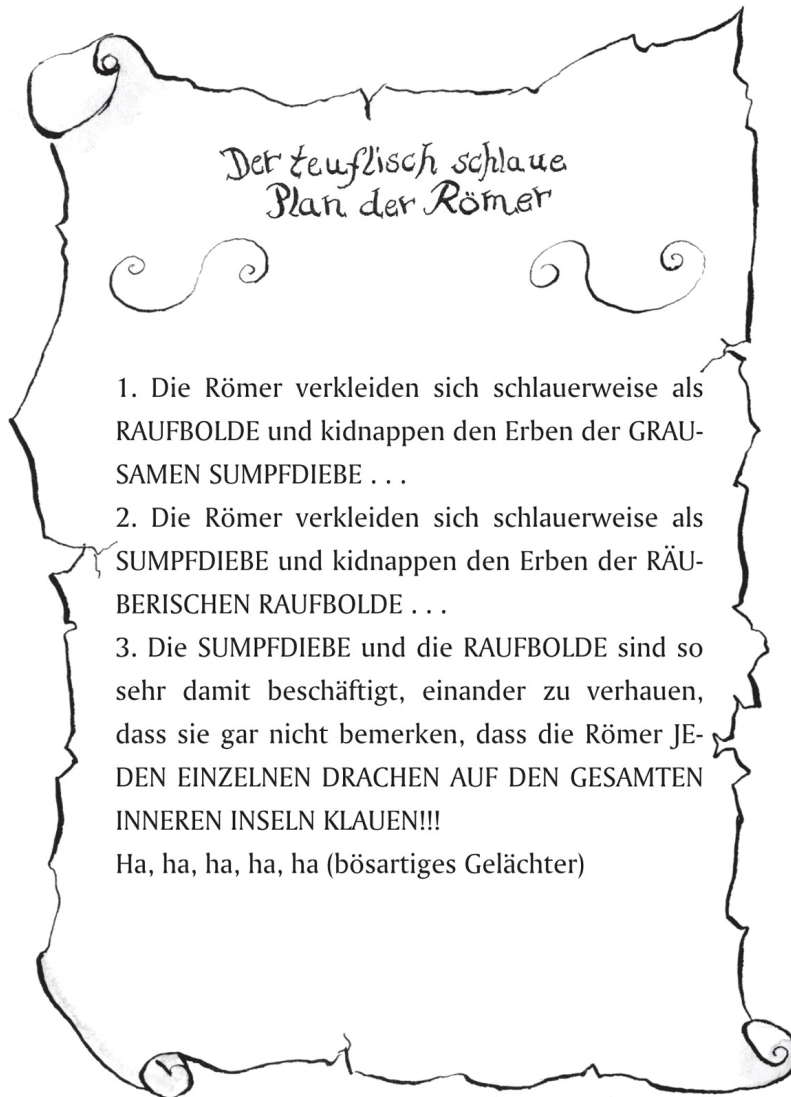 Der teuflisch schlaue
Plan der Römer
1. Die Römer verkleiden sich schlauerweise als
RAUFBOLDE und kidnappen den Erben der GRAU-
SAMEN SUMPFDIEBE . . .
2. Die Römer verkleiden sich schlauerweise als
SUMPFDIEBE und kidnappen den Erben der RÄU-
BERISCHEN RAUFBOLDE . . .
3. Die SUMPFDIEBE und die RAUFBOLDE sind so
sehr damit beschäftigt, einander zu verhauen,
dass sie gar nicht bemerken, dass die Römer JE-
DEN EINZELNEN DRACHEN AUF DEN GESAMTEN
INNEREN INSELN KLAUEN!!!
Ha, ha, ha, ha, ha (bösartiges Gelächter)